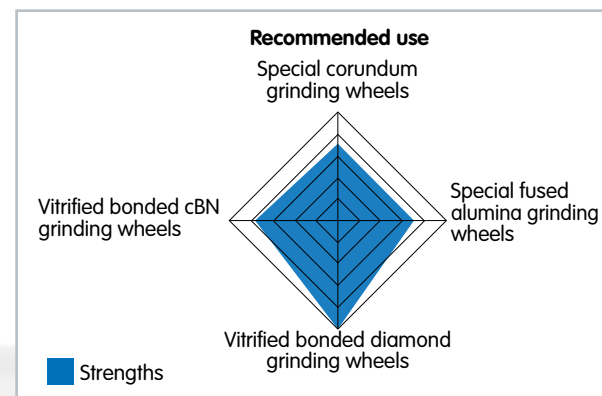 Recommended use
Special corundum
grinding wheels
Vitrified bonded cBN
grinding wheels
Special fused
alumina grinding
wheels
Vitrified bonded diamond
grinding wheels
Strengths